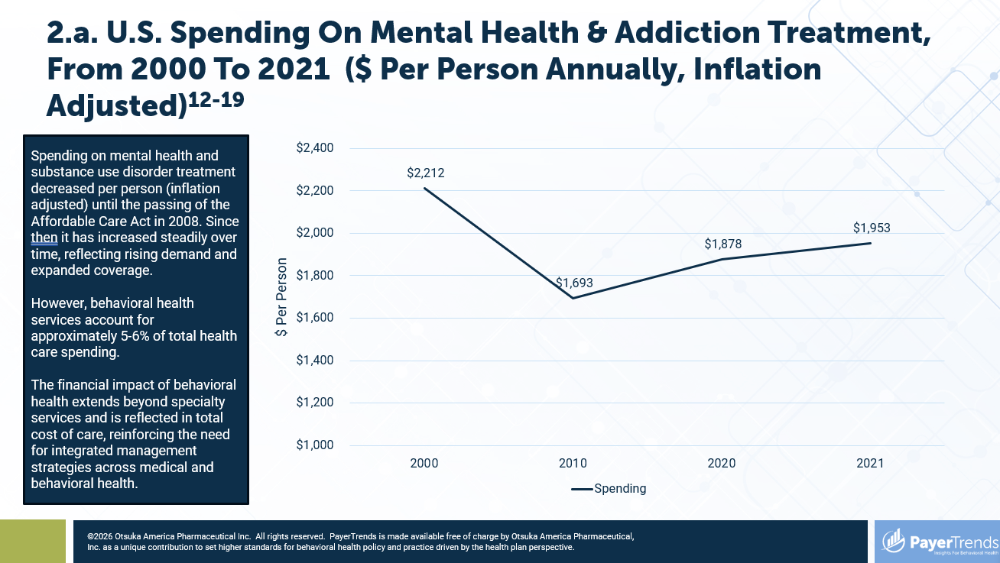 2.a. U.S. Spending On Mental Health & Addiction Treatment,
From 2000 To 2021 ($ Per Person Annually, Inflation
Adjusted)12-19
Spending on mental health and
substance use disorder treatment
decreased per person (inflation
adjusted) until the passing of the
Affordable Care Act in 2008. Since
then it has increased steadily over
time, reflecting rising demand and
expanded coverage.
However, behavioral health
services account for
approximately 5-6% of total health
care spending.
The financial impact of behavioral
health extends beyond specialty
services and is reflected in total
cost of care, reinforcing the need
for integrated management
strategies across medical and
behavioral health.
$ Per Person
$2,400
$2,200
$2,000
$1,800
$1,600
$1,400
$1,200
$1,000
$2,212
$1,693
$1,878
$1,953
2000 2010 2020 2021
Spending
©2026 Otsuka America Pharmaceutical Inc. All rights reserved. PayerTrends is made available free of charge by Otsuka America Pharmaceutical,
Inc. as a unique contribution to set higher standards for behavioral health policy and practice driven by the health plan perspective.
PayerTrends
Insights For Behavioral Health